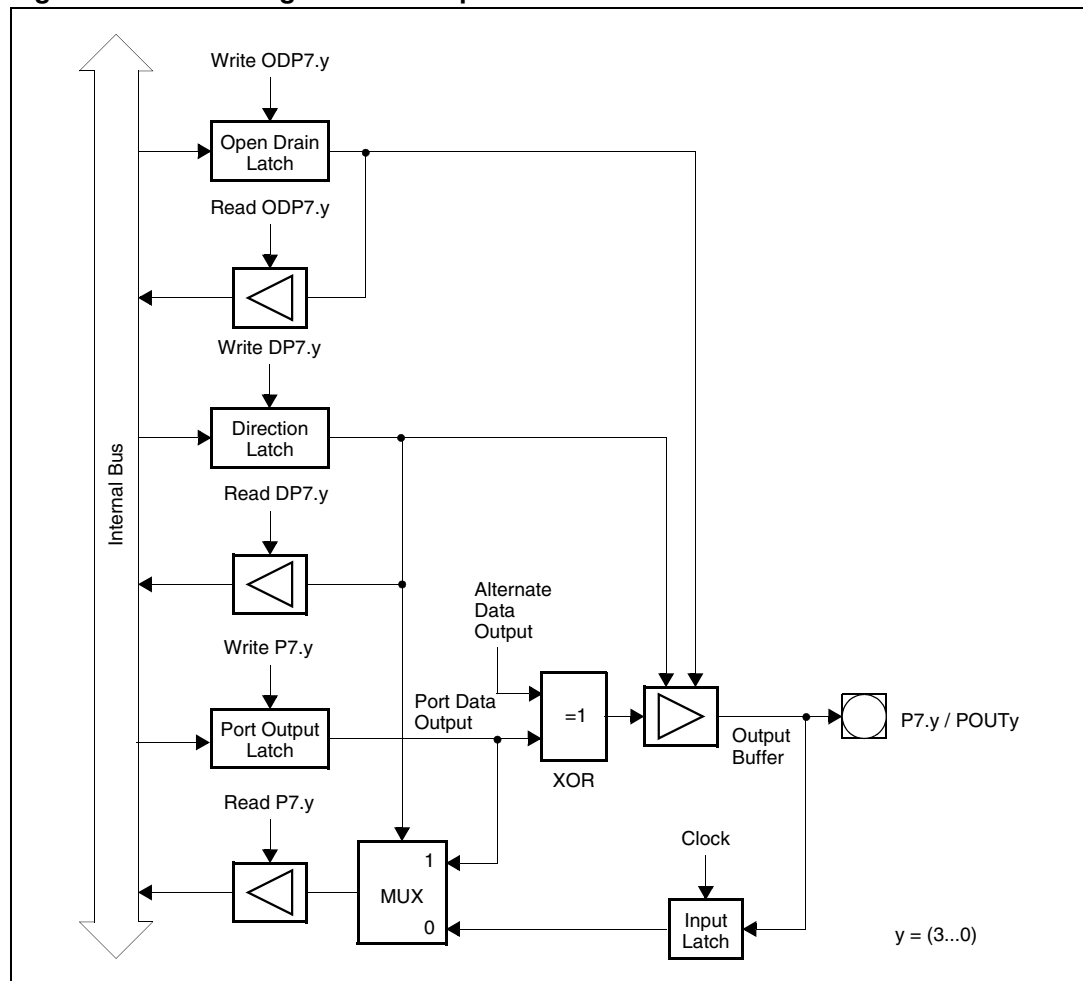 Write ODP7.y
Open Drain
Latch
Read ODP7.y
Write DP7.y
Direction
Latch
Internal Bus
Read DP7.y
Alternate
Data
Output
Write P7.y
Port Data
Output
=1
Port Output
Latch
Output
Buffer
P7.y / POUTy
XOR
Read P7.y
Clock
1
MUX
0
Input
Latch
y = (3...0)